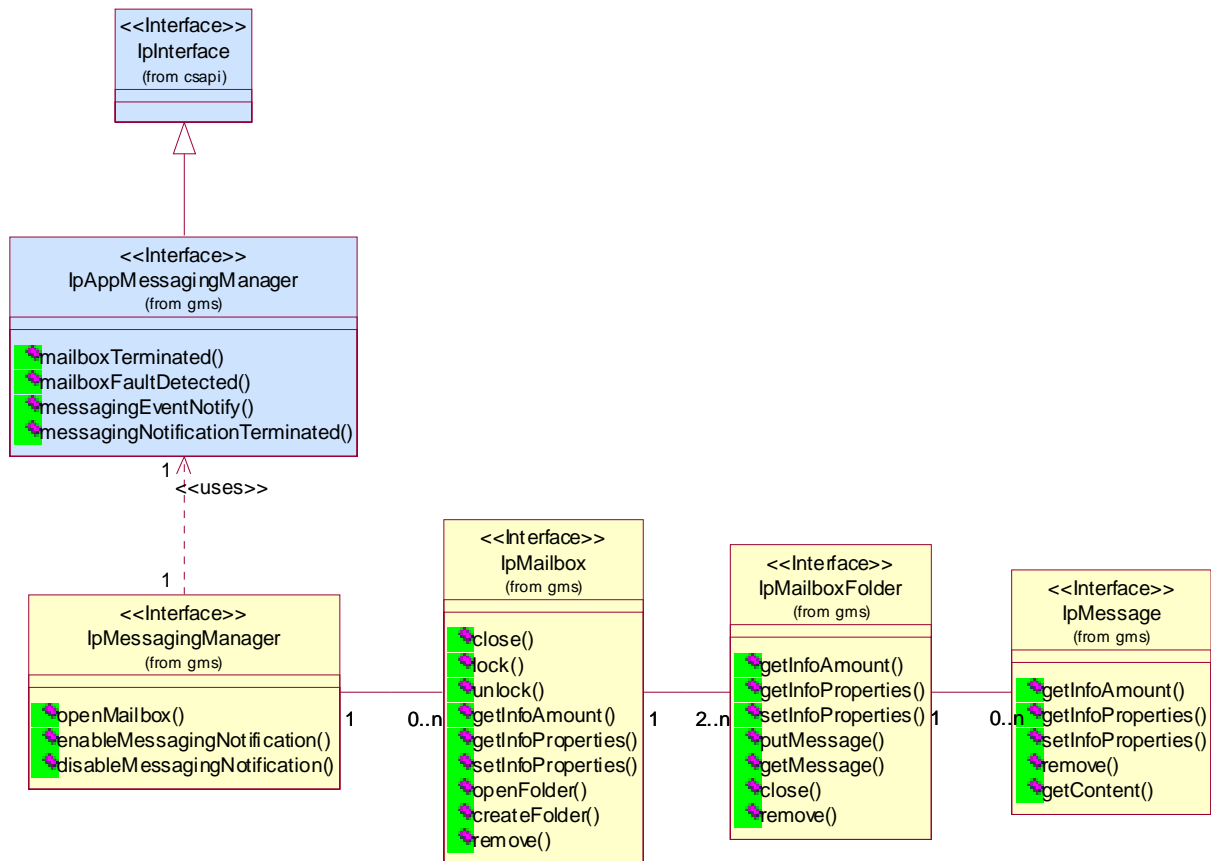 <<Interface>>
IpInterface
(from csapi)
<<Interface>>
IpAppMessagingManager
(from gms)
mailboxTerminated()
mailboxFaultDetected()
messagingEventNotify()
messagingNotificationTerminated()
1
<<uses>>
1
<<Interface>>
IpMessagingManager
(from gms)
openMailbox()
enableMessagingNotification()
disableMessagingNotification()
1
0..n
<<Interface>>
IpMailbox
(from gms)
close()
lock()
unlock()
getInfoAmount()
getInfoProperties()
setInfoProperties()
openFolder()
createFolder()
remove()
1
2..n
<<Interface>>
IpMailboxFolder
(from gms)
getInfoAmount()
getInfoProperties()
setInfoProperties()
putMessage()
getMessage()
close()
remove()
1
0..n
<<Interface>>
IpMessage
(from gms)
getInfoAmount()
getInfoProperties()
setInfoProperties()
remove()
getContent()